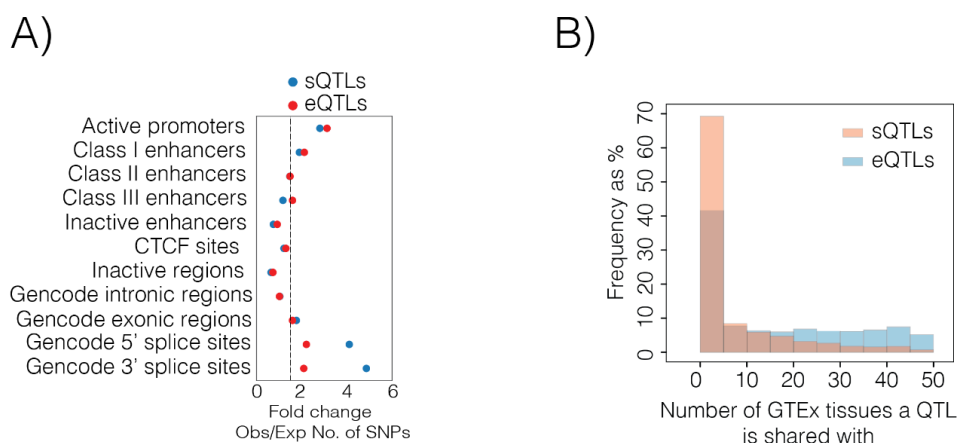 A)
sQTLs
eQTLs
Active promoters
Class I enhancers
Class II enhancers
Class III enhancers
Inactive enhancers
CTCF sites
Inactive regions
Gencode intronic regions
Gencode exonic regions
Gencode 5' splice sites
Gencode 3' splice sites
0 2 4 6
Fold change
Obs/Exp No. of SNPs
B)
sQTLs
eQTLs
Frequency as %
70
60
50
40
30
20
10
0
0 10 20 30 40 50
Number of GTEx tissues a QTL
is shared with